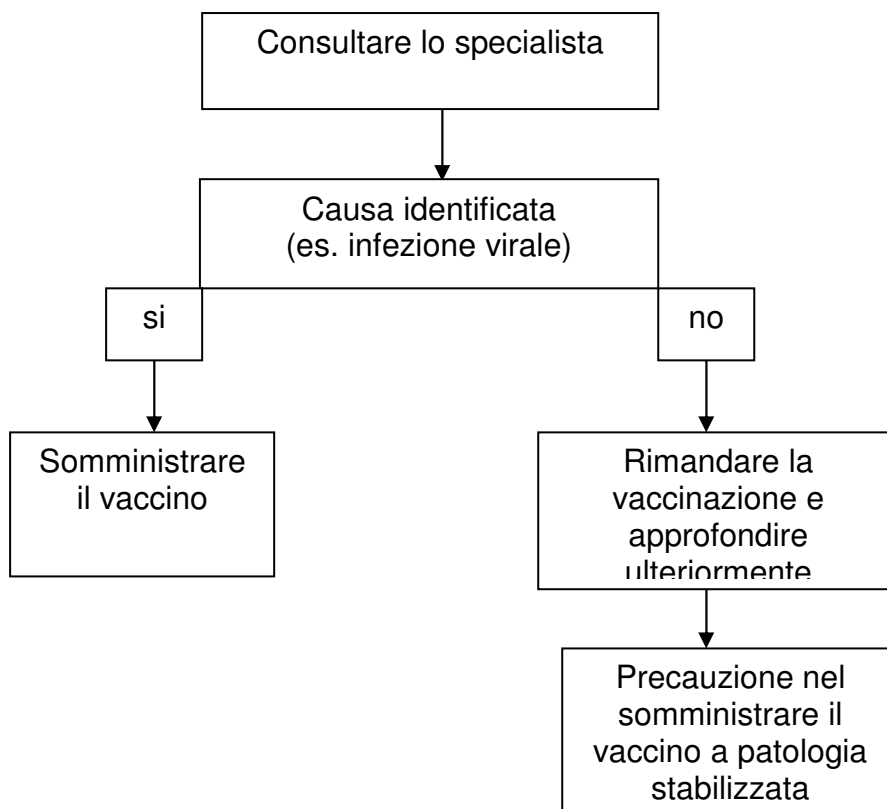 Consultare lo specialista
Causa identificata
(es. infezione virale)
si
no
Somministrare
il vaccino
Rimandare la
vaccinazione e
approfondire
ulteriormente
Precauzione nel
somministrare il
vaccino a patologia
stabilizzata